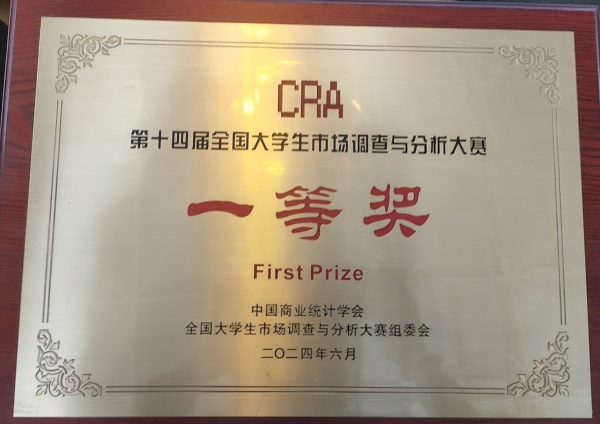 CRA
第十四届全国大学生市场调查与分析大赛
一等奖
First Prize
中国商业统计学会
全国大学生市场调查与分析大赛组委会
二〇二四年六月